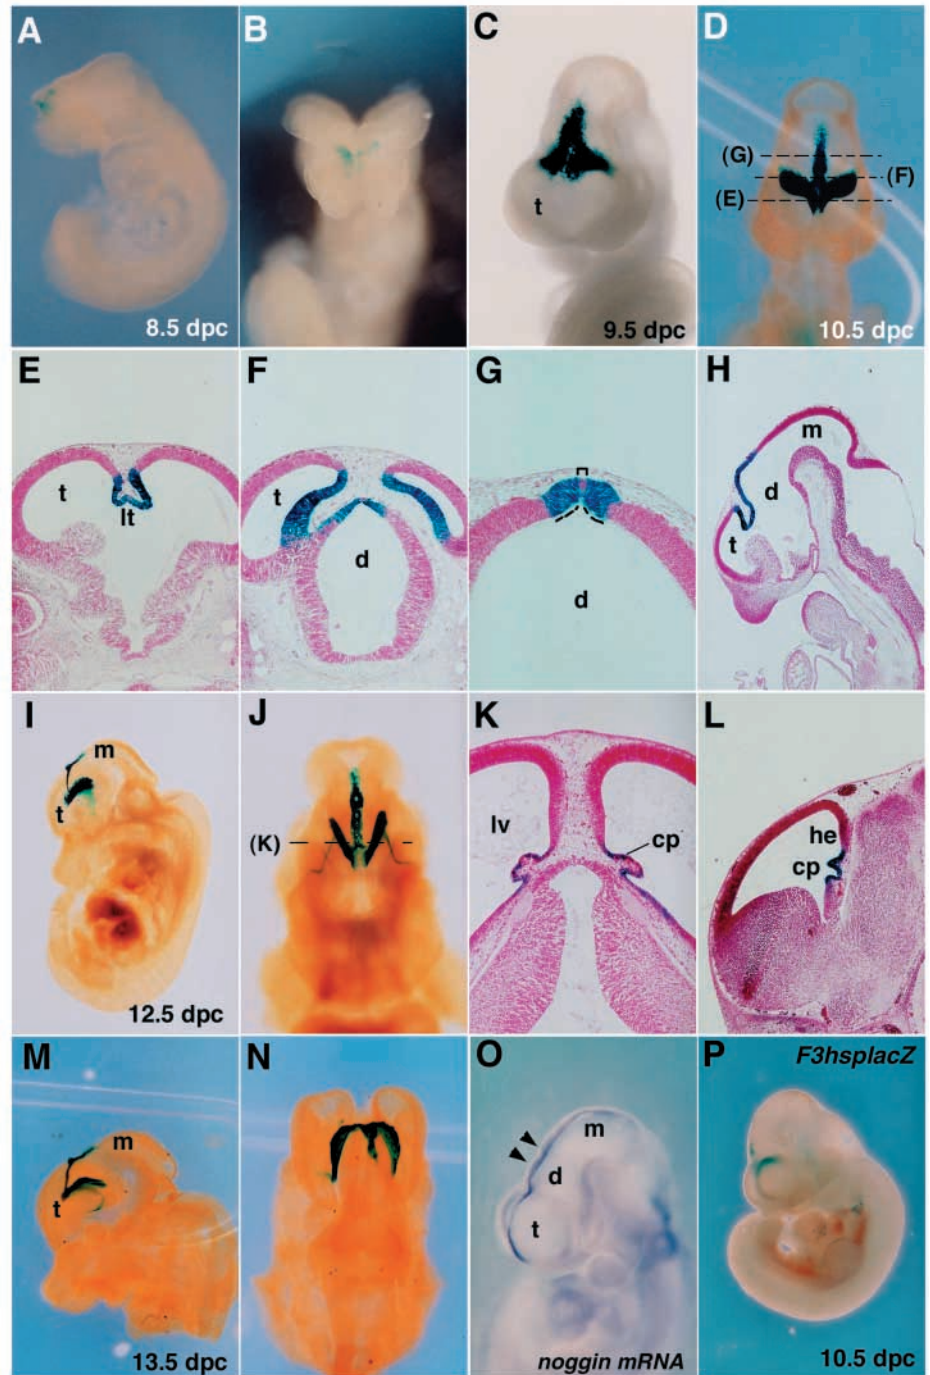 A B C D
t
(G)
(F)
(E)
8.5 dpc 9.5 dpc 10.5 dpc
E F G H
m
t t d
lt d t
d
I J K L
m
t lv he
(K) cp cp
12.5 dpc
M N O P F3hsplacZ
m m
d
t t
13.5 dpc noggin mRNA 10.5 dpc